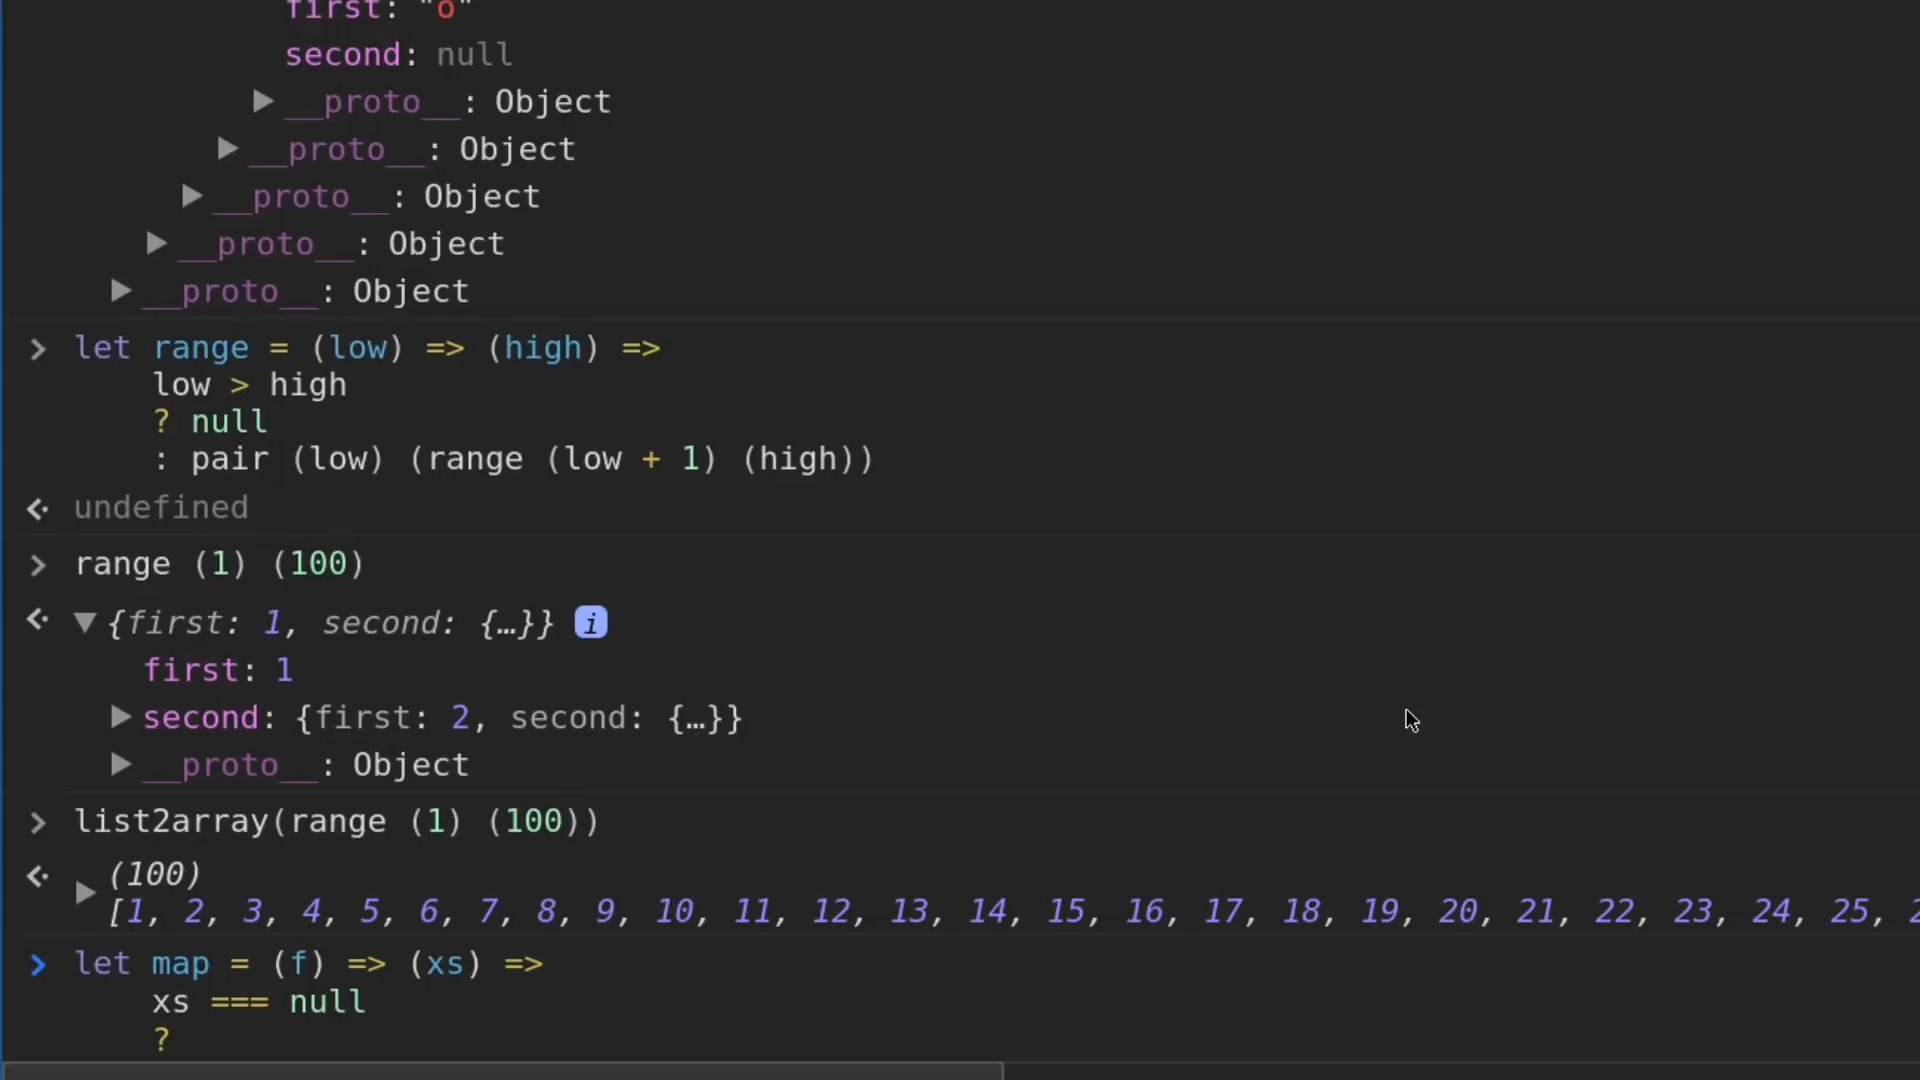 first: "o"
second: null
▶ __proto__: Object
▶ __proto__: Object
▶ __proto__: Object
▶ __proto__: Object
▶ __proto__: Object
> let range = (low) => (high) =>
low > high
? null
: pair (low) (range (low + 1) (high))
undefined
> range (1) (100)
▼ {first: 1, second: {…}} i
first: 1
▶ second: {first: 2, second: {…}}
▶ __proto__: Object
> list2array(range (1) (100))
(100)
▶ [1, 2, 3, 4, 5, 6, 7, 8, 9, 10, 11, 12, 13, 14, 15, 16, 17, 18, 19, 20, 21, 22, 23, 24, 25,
> let map = (f) => (xs) =>
xs === null
?